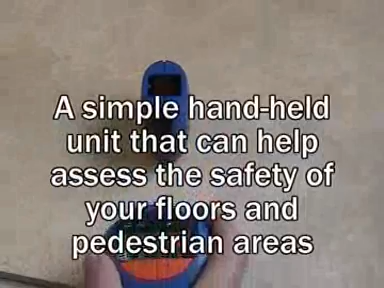 A simple hand-held
unit that can help
assess the safety of
your floors and
pedestrian areas